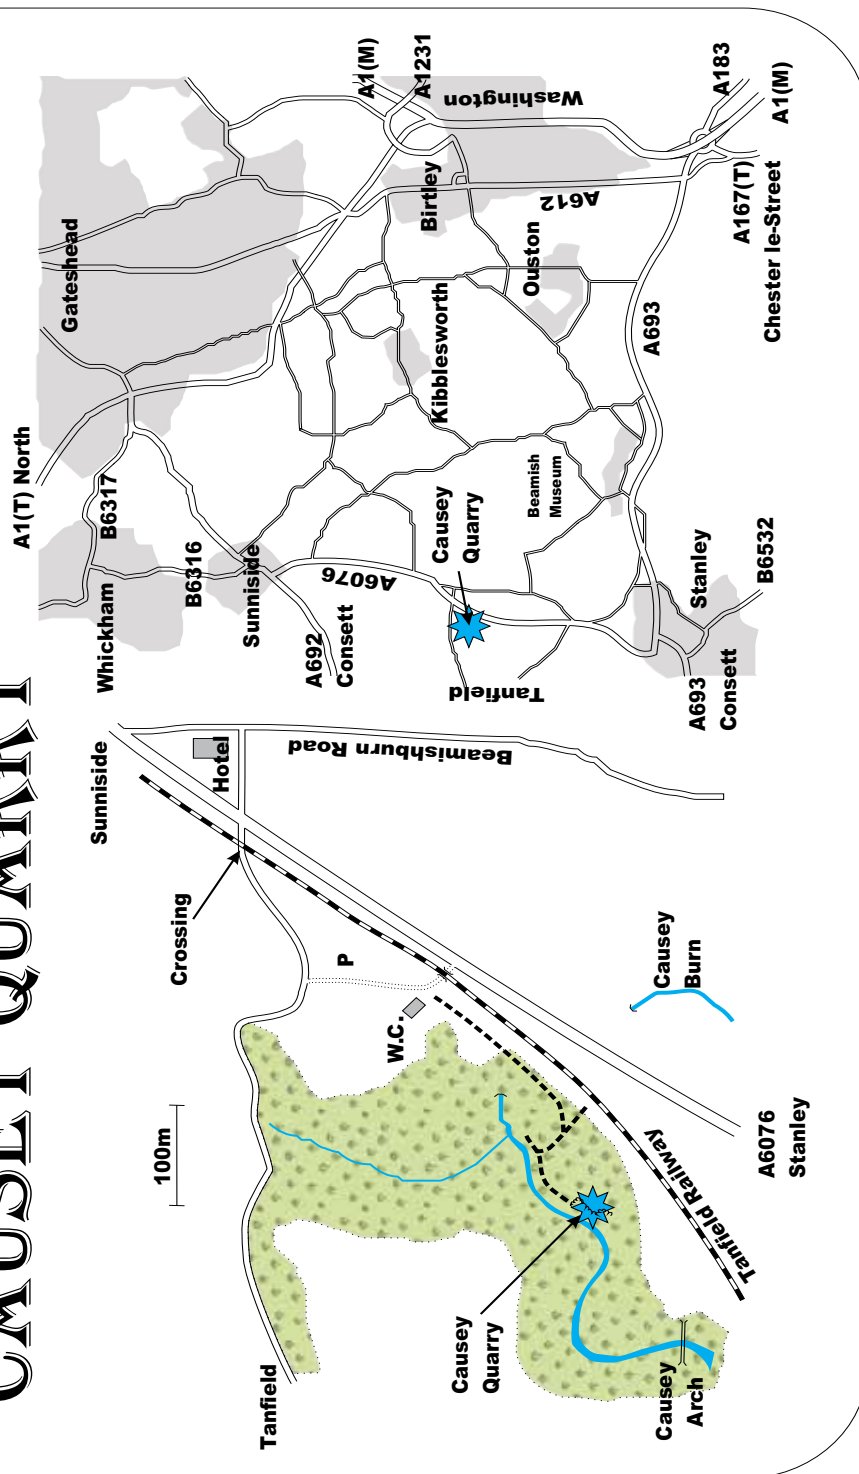 CAUSEY QUARRY
Gateshead
A1(T) North
B6317
Whickham
B6316
Sunniside
A692
Consett
A6076
Causey
Quarry
Tanfield
Beamish
Museum
Kibblesworth
Birtley
Ouston
A612
Washington
A1(M)
A1231
A183
A1(M)
A167(T)
Chester le-Street
A693
Stanley
B6532
A693
Consett
Sunniside
Hotel
Beamishburn Road
Crossing
P
W.C.
Causey
Burn
100m
Tanfield
Tanfield Railway
A6076
Stanley
Causey
Quarry
Causey
Arch